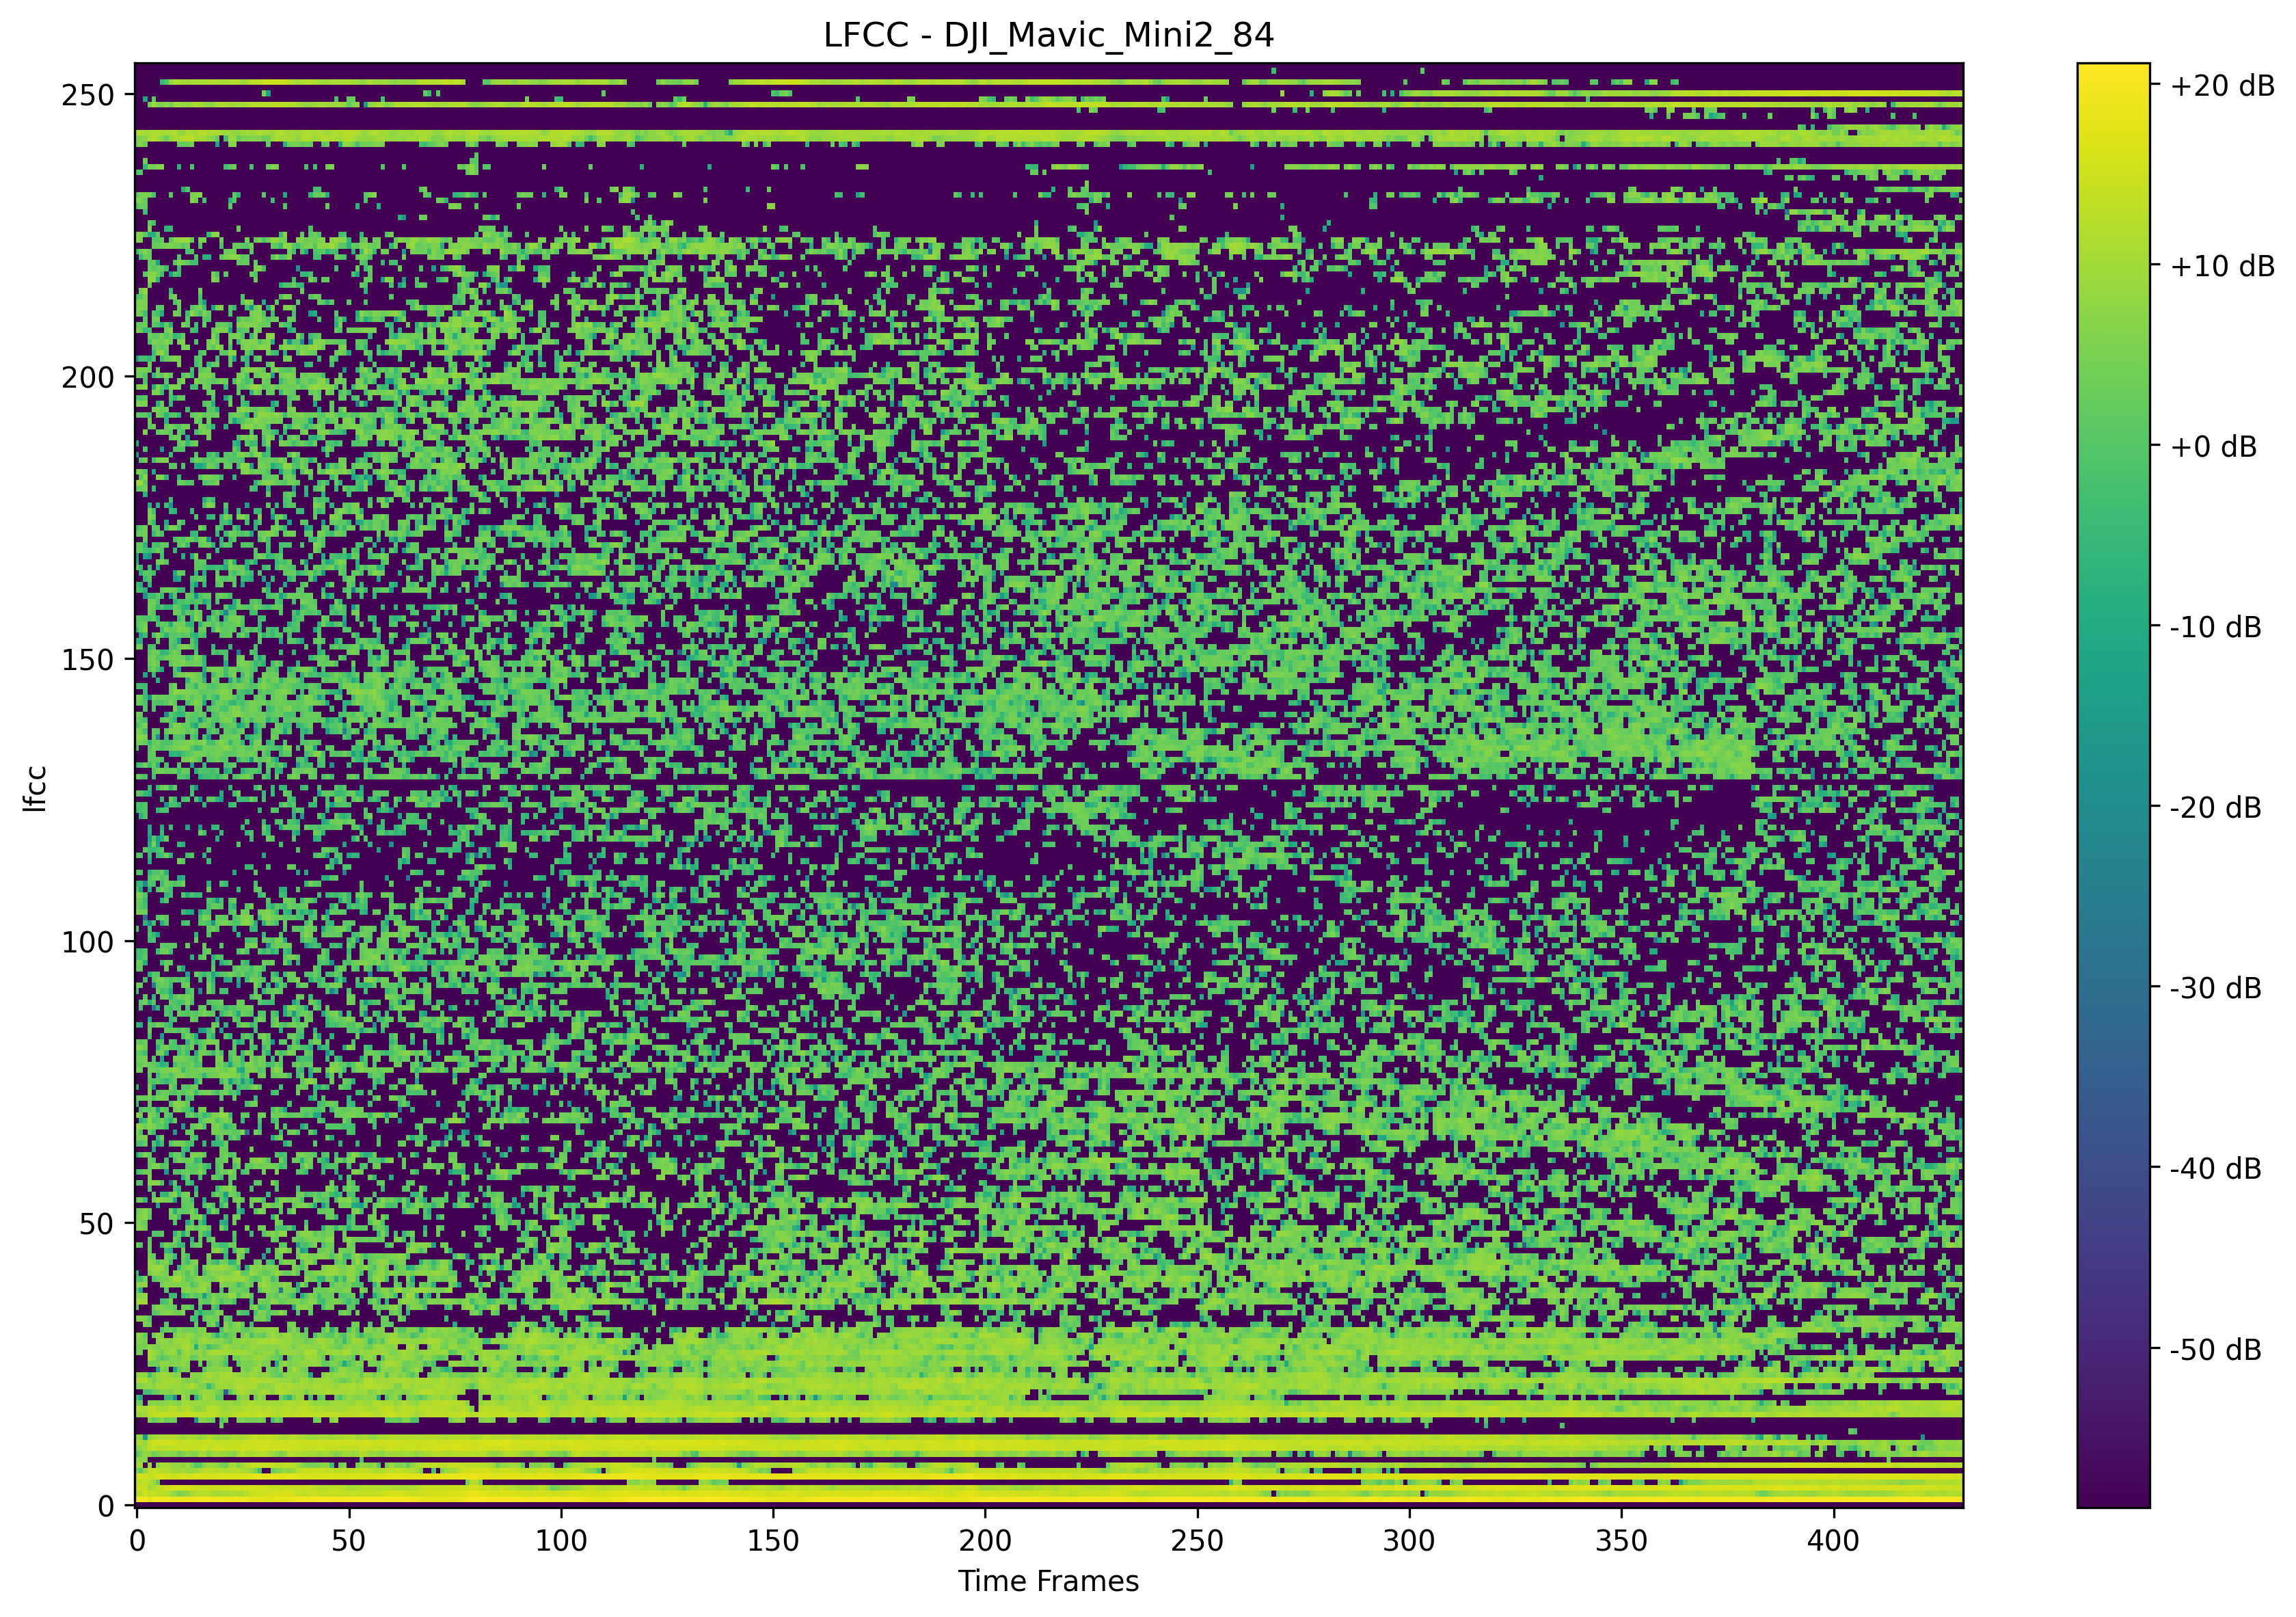 LFCC - DJI_Mavic_Mini2_84
250
200
150
100
50
0
lfcc
0 50 100 150 200 250 300 350 400
Time Frames
+20 dB
+10 dB
+0 dB
-10 dB
-20 dB
-30 dB
-40 dB
-50 dB